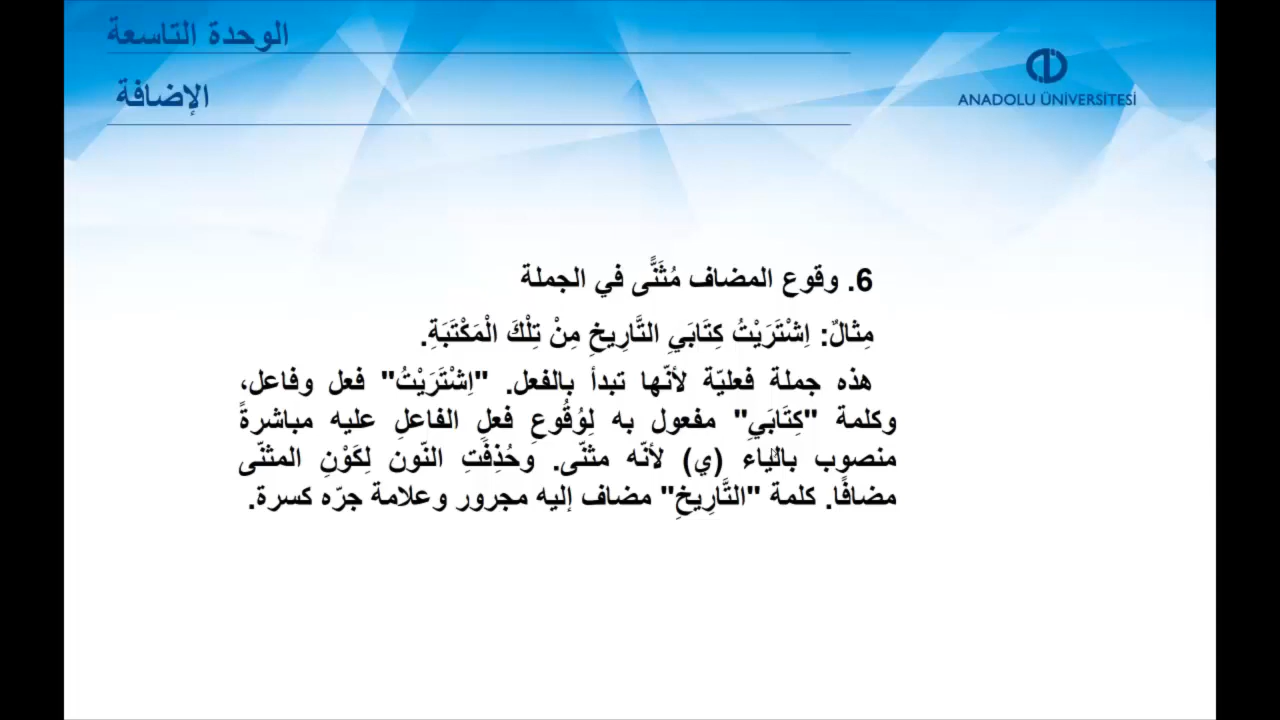 الوحدة التاسعة
الإضافة
ANADOLU ÜNİVERSİTESİ
6. وقوع المضاف مُثَنًّى في الجملة
مِثالٌ: اِشْتَرَيْتُ كِتَابَيِ التَّارِيخِ مِنْ تِلْكَ الْمَكْتَبَةِ.
هذه جملة فعليّة لأنّها تبدأ بالفعل. "اِشْتَرَيْتُ" فعل وفاعل،
وكلمة "كِتَابَيِ" مفعول به لِوُقُوعِ فعلِ الفاعلِ عليه مباشرةً
منصوب بالياء (ي) لأنّه مثنّى. وَحُذِفَتِ النّون لِكَوْنِ المثنّى
مضافًا. كلمة "التَّارِيخِ" مضاف إليه مجرور وعلامة جرّه كسرة.